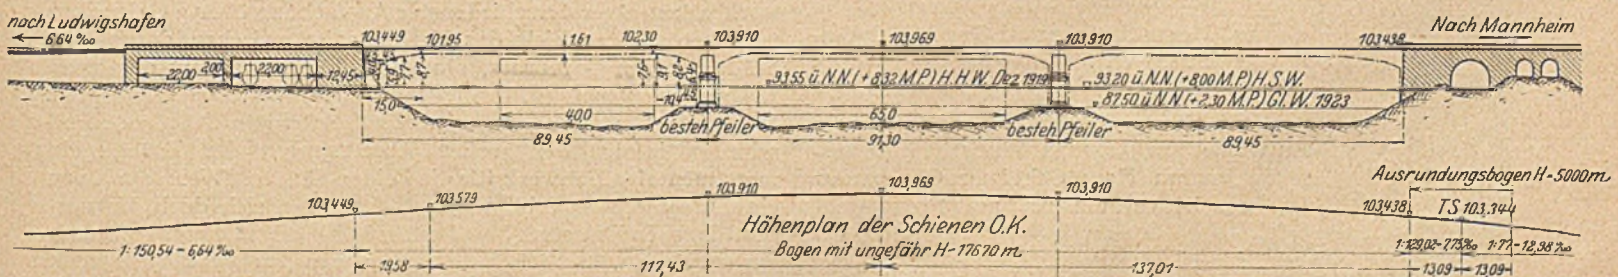 nach Ludwigshafen
Nach Mannheim
6,64 ‰
103,449 101,95 1,61 102,30 103,910 103,969 103,910 103,438
22,00 2,00 22,00 12,45
93,55 ü.N.N.(+8,32 M.P.) H.H.W. Dez. 1919
93,20 ü.N.N.(+8,00 M.P.) H.S.W.
87,50 ü.N.N.(+2,30 M.P.) Gl.W. 1923
15,0 40,0 65,0
besteh. Pfeiler besteh. Pfeiler
89,45 91,30 89,45
Ausrundungsbogen H-5000m
103,449 103,579 103,910 103,969 103,910 103,438 TS 103,344
Höhenplan der Schienen O.K.
Bogen mit ungefähr H-17670 m
1:150,54 - 6,64 ‰ 1:129,02-7,75‰ 1:77-12,98 ‰
19,58 117,43 137,01 13,09 13,09